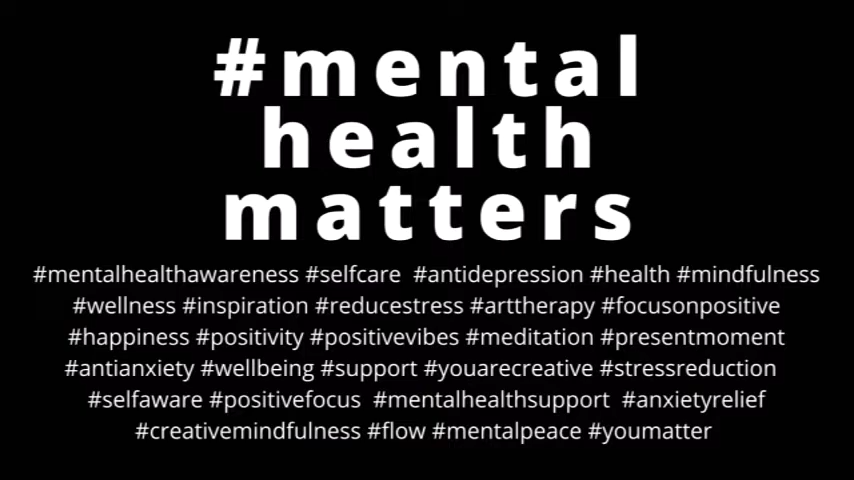 #mental
health
matters
#mentalhealthawareness #selfcare #antidepression #health #mindfulness
#wellness #inspiration #reducestress #arttherapy #focusonpositive
#happiness #positivity #positivevibes #meditation #presentmoment
#antianxiety #wellbeing #support #youarecreative #stressreduction
#selfaware #positivefocus #mentalhealthsupport #anxietyrelief
#creativemindfulness #flow #mentalpeace #youmatter